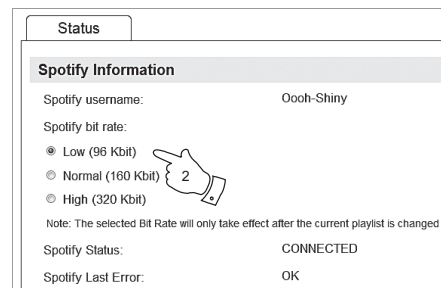 Status
Spotify Information
Spotify username: Oooh-Shiny
Spotify bit rate:
Low (96 Kbit)
Normal (160 Kbit) 2
High (320 Kbit)
Note: The selected Bit Rate will only take effect after the current playlist is changed
Spotify Status: CONNECTED
Spotify Last Error: OK